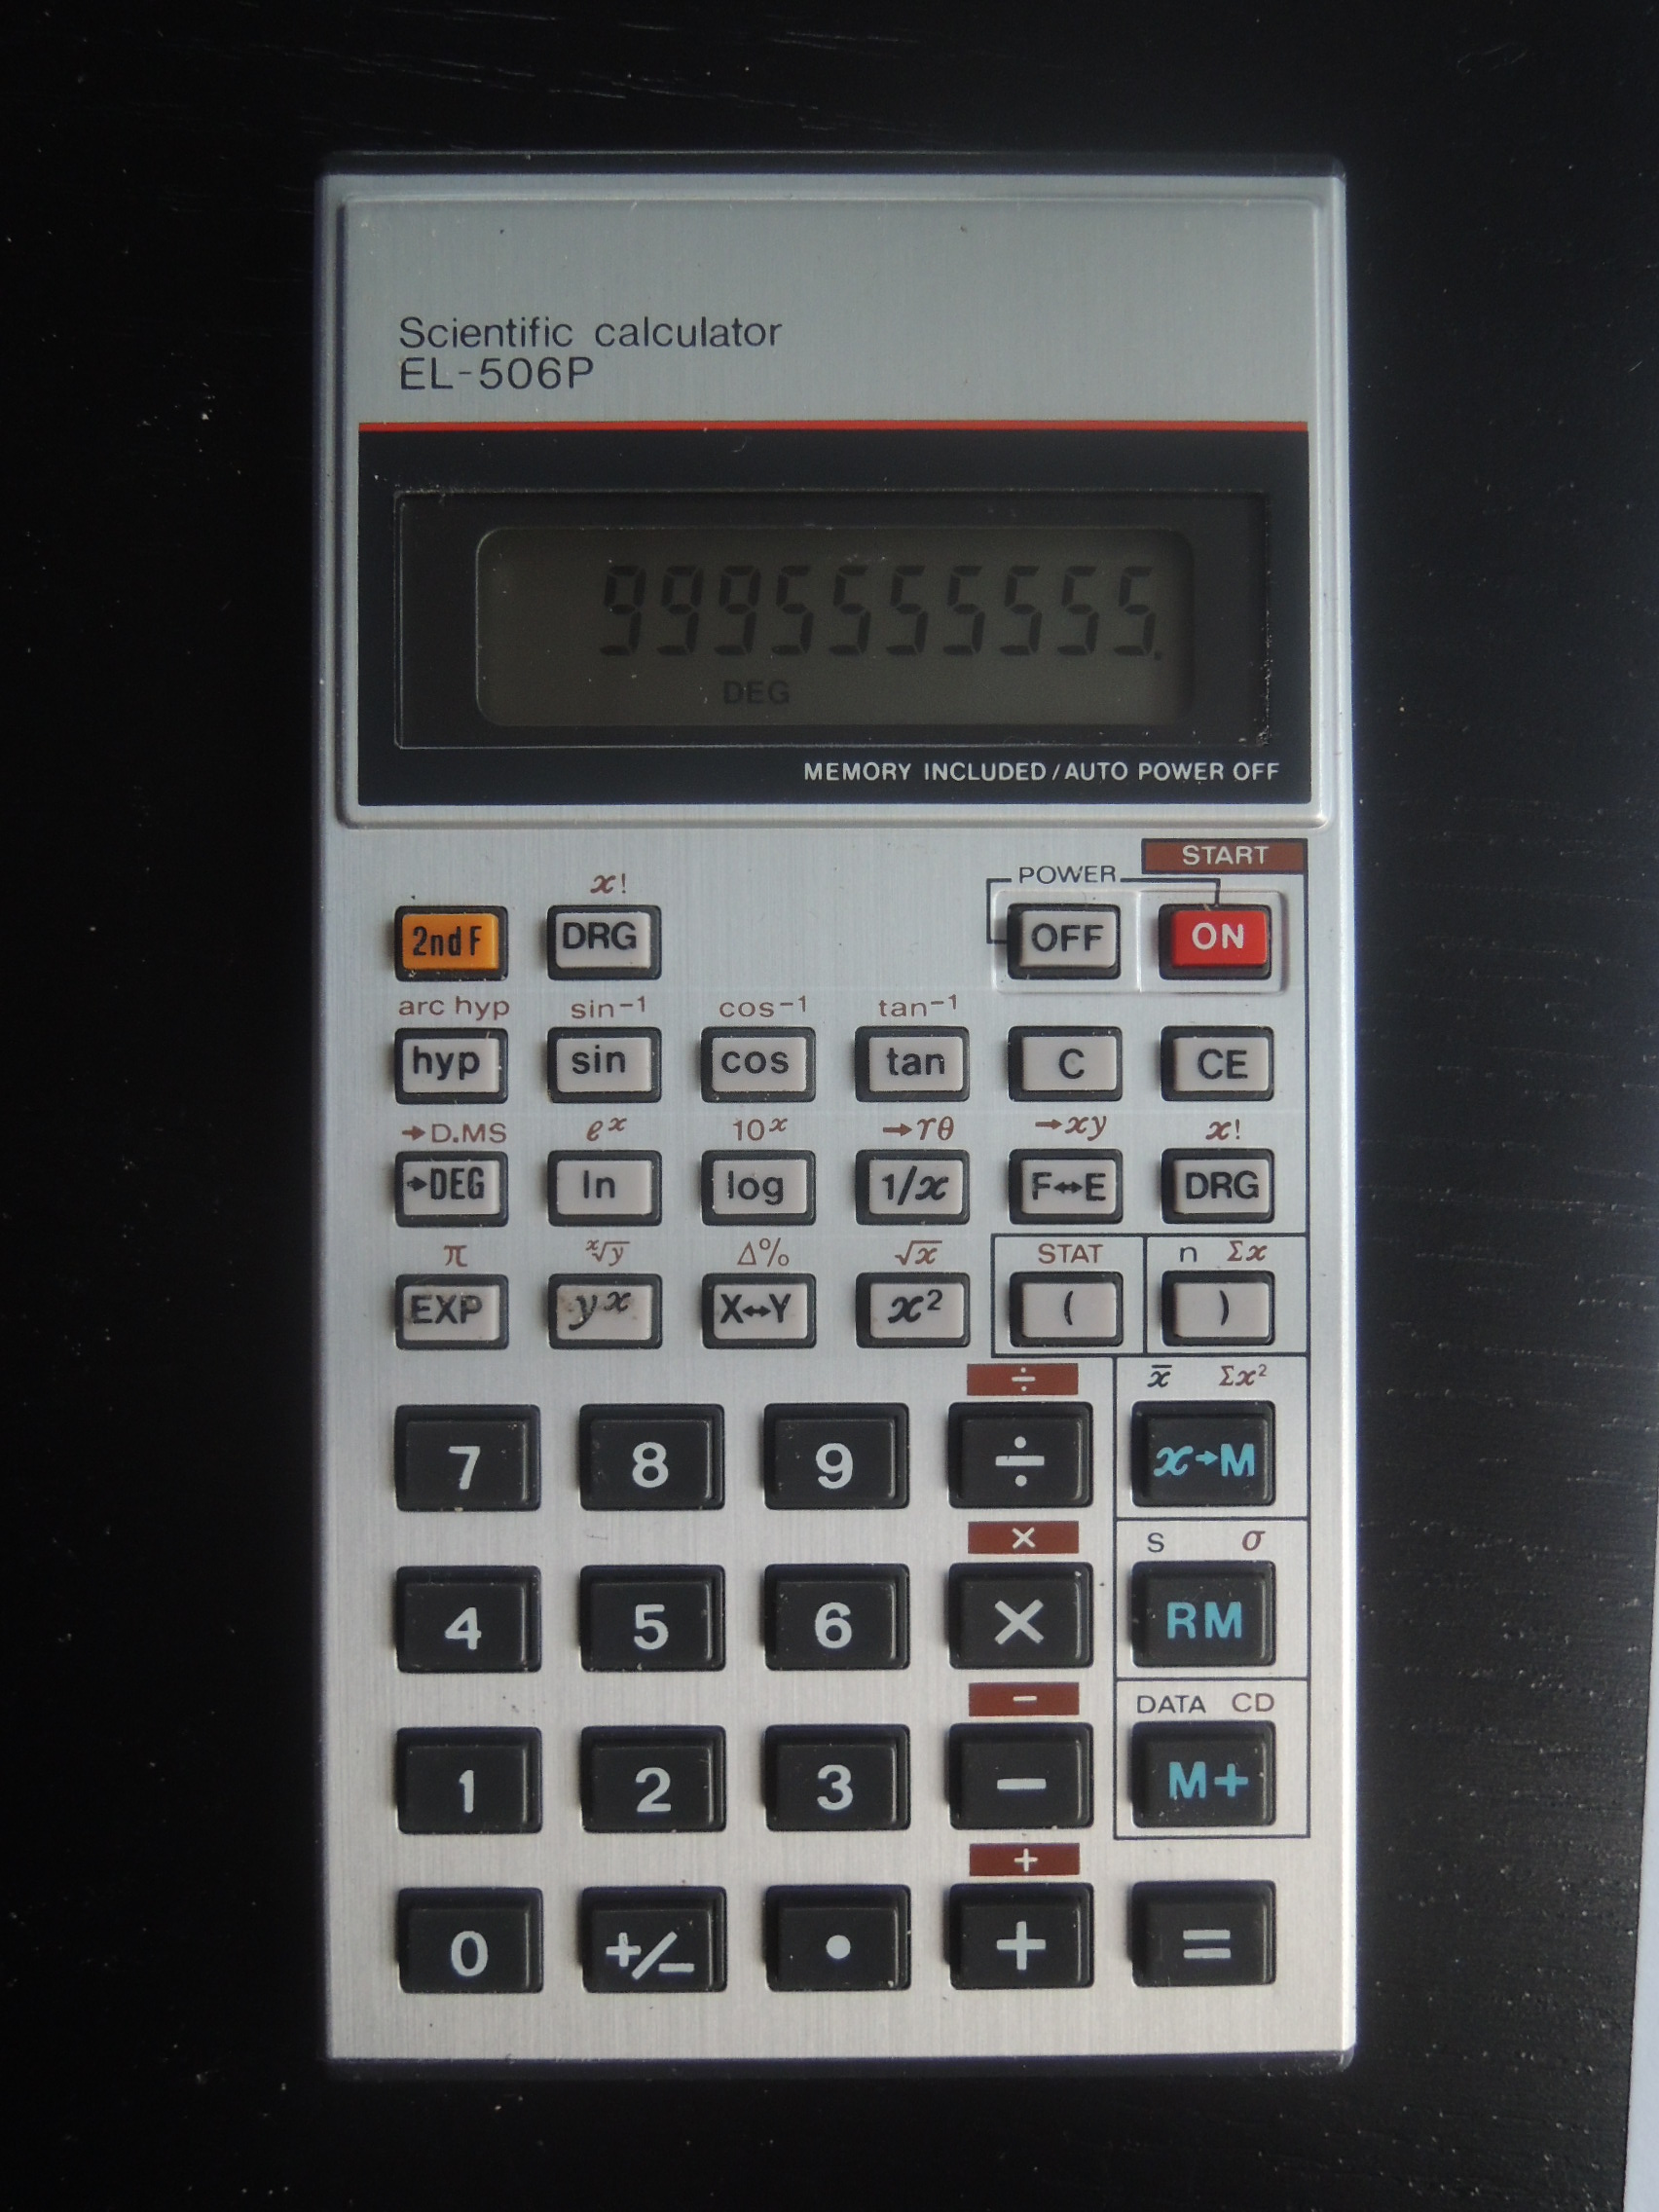 Scientific calculator
EL-506P
9995555555.
DEG
MEMORY INCLUDED/AUTO POWER OFF
START
POWER
x!
2nd F DRG OFF ON
arc hyp sin⁻¹ cos⁻¹ tan⁻¹
hyp sin cos tan C CE
→D.MS eˣ 10ˣ →rθ →xy x!
→DEG ln log 1/x F↔E DRG
π ˣ√y Δ% √x STAT n Σx
EXP yˣ X↔Y x² ( )
÷ x̄ Σx²
7 8 9 ÷ x→M
× S σ
4 5 6 × RM
− DATA CD
1 2 3 − M+
+
0 +/− • + =